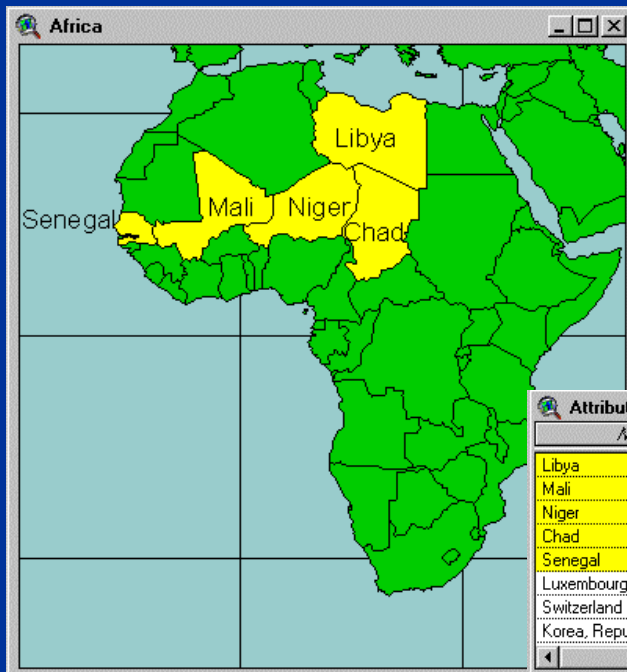 Africa
Libya
Mali
Niger
Senegal
Chad
Attribut
Libya
Mali
Niger
Chad
Senegal
Luxembourg
Switzerland
Korea, Repu